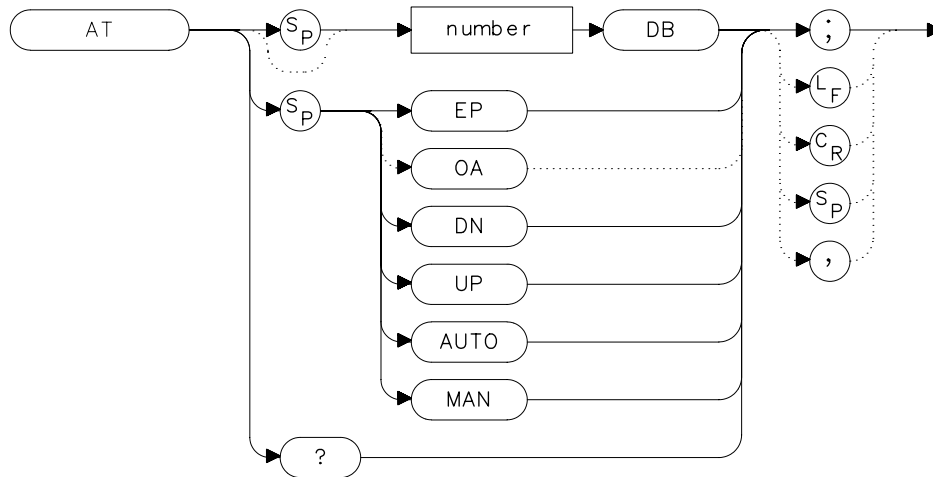 AT
SP
number
DB
;
SP
EP
LF
OA
CR
DN
SP
UP
,
AUTO
MAN
?